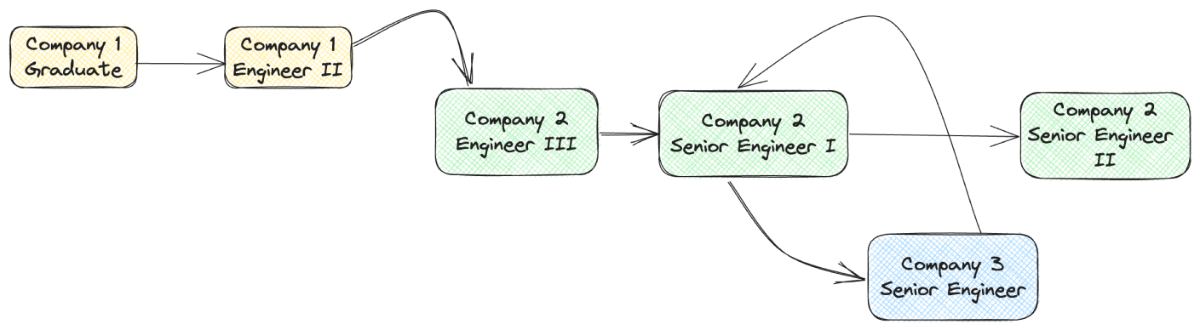 Company 1
Graduate
Company 1
Engineer II
Company 2
Engineer III
Company 2
Senior Engineer I
Company 2
Senior Engineer
II
Company 3
Senior Engineer